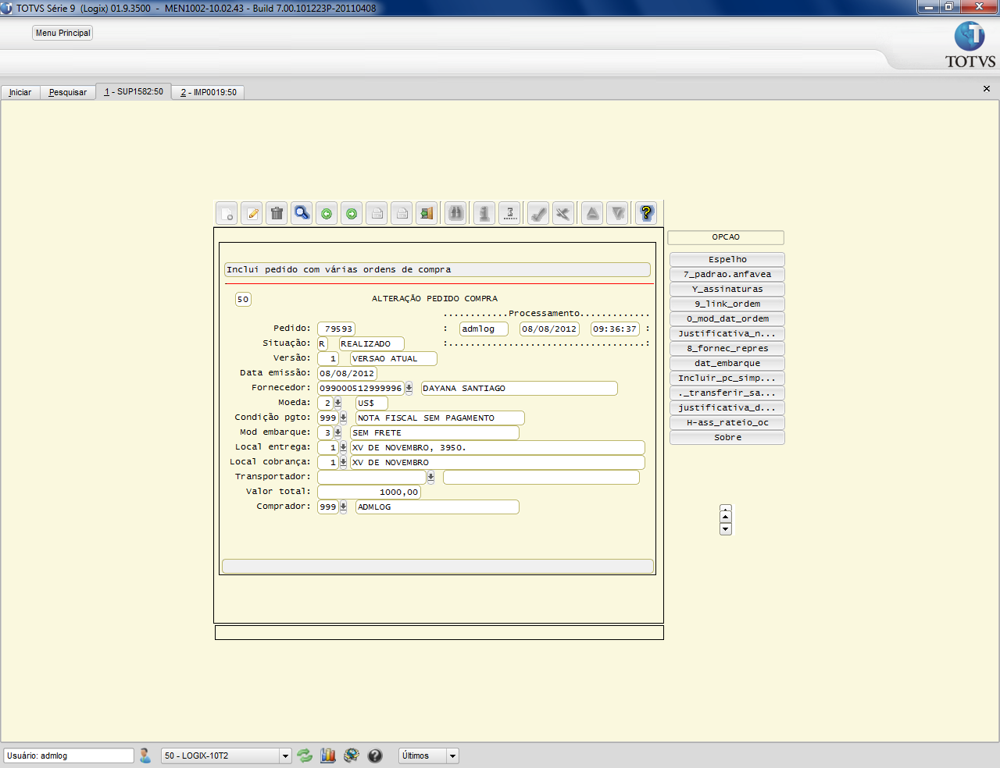 TOTVS Série 9 (Logix) 01.9.3500 - MEN1002-10.02.43 - Build 7.00.101223P-20110408
Menu Principal
TOTVS
Iniciar
Pesquisar
1 - SUP1582:50
2 - IMP0019:50
OPCAO
Inclui pedido com várias ordens de compra
50
ALTERAÇÃO PEDIDO COMPRA
............Processamento.............
Pedido: 79593 : admlog 08/08/2012 09:36:37 :
Situação: R REALIZADO :....................................:
Versão: 1 VERSAO ATUAL
Data emissão: 08/08/2012
Fornecedor: 099000512999996 DAYANA SANTIAGO
Moeda: 2 US$
Condição pgto: 999 NOTA FISCAL SEM PAGAMENTO
Mod embarque: 3 SEM FRETE
Local entrega: 1 XV DE NOVEMBRO, 3950.
Local cobrança: 1 XV DE NOVEMBRO
Transportador:
Valor total: 1000,00
Comprador: 999 ADMLOG
Espelho
7_padrao.anfavea
Y_assinaturas
9_link_ordem
0_mod_dat_ordem
Justificativa_n...
8_fornec_repres
dat_embarque
Incluir_pc_simp...
._transferir_sa...
justificativa_d...
H-ass_rateio_oc
Sobre
Usuário: admlog
50 - LOGIX-10T2
Últimos